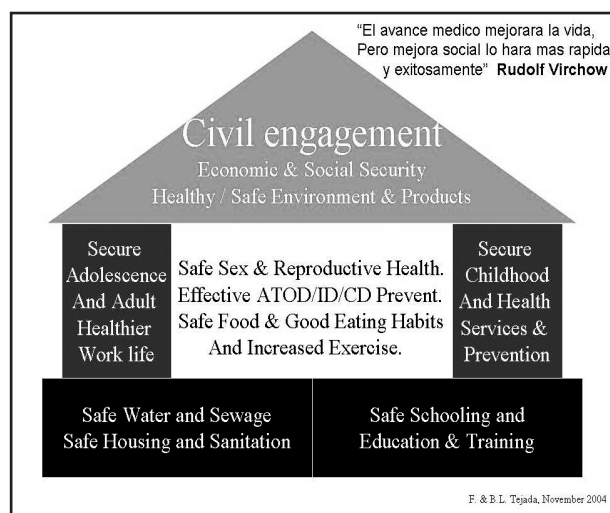 “El avance medico mejorara la vida,
Pero mejora social lo hara mas rapida
y exitosamente” Rudolf Virchow
Civil engagement
Economic & Social Security
Healthy / Safe Environment & Products
Secure
Adolescence
And Adult
Healthier
Work life
Safe Sex & Reproductive Health.
Effective ATOD/ID/CD Prevent.
Safe Food & Good Eating Habits
And Increased Exercise.
Secure
Childhood
And Health
Services &
Prevention
Safe Water and Sewage
Safe Housing and Sanitation
Safe Schooling and
Education & Training
F. & B.L. Tejada, November 2004